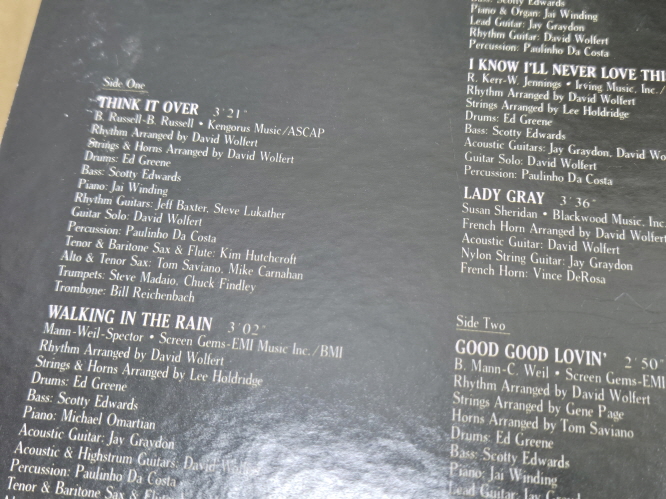 Side One
THINK IT OVER 3'21"
B. Russell-B. Russell • Kengorus Music/ASCAP
Rhythm Arranged by David Wolfert
Strings & Horns Arranged by David Wolfert
Drums: Ed Greene
Bass: Scotty Edwards
Piano: Jai Winding
Rhythm Guitars: Jeff Baxter, Steve Lukather
Guitar Solo: David Wolfert
Percussion: Paulinho Da Costa
Tenor & Baritone Sax & Flute: Kim Hutchcroft
Alto & Tenor Sax: Tom Saviano, Mike Carnahan
Trumpets: Steve Madaio, Chuck Findley
Trombone: Bill Reichenbach
WALKING IN THE RAIN 3'02"
Mann-Weil-Spector • Screen Gems-EMI Music Inc./BMI
Rhythm Arranged by David Wolfert
Strings & Horns Arranged by Lee Holdridge
Drums: Ed Greene
Bass: Scotty Edwards
Piano: Michael Omartian
Acoustic Guitar: Jay Graydon
Acoustic & Highstrum Guitars: David
Percussion: Paulinho Da Costa
Tenor & Baritone Sax &
Scotty Edwards
Piano & Organ: Jai Winding
Lead Guitar: Jay Graydon
Rhythm Guitar: David Wolfert
Percussion: Paulinho Da Costa
I KNOW I'LL NEVER LOVE THI
R. Kerr-W. Jennings • Irving Music, Inc./
Rhythm Arranged by David Wolfert
Strings Arranged by Lee Holdridge
Drums: Ed Greene
Bass: Scotty Edwards
Acoustic Guitars: Jay Graydon, David Wo
Guitar Solo: David Wolfert
Percussion: Paulinho Da Costa
LADY GRAY 3'36"
Susan Sheridan • Blackwood Music, Inc.
French Horn Arranged by David Wolfert
Acoustic Guitar: David Wolfert
Nylon String Guitar: Jay Graydon
French Horn: Vince DeRosa
Side Two
GOOD GOOD LOVIN' 2'50"
B. Mann-C. Weil • Screen Gems-EMI
Rhythm Arranged by David Wolfert
Strings Arranged by Gene Page
Horns Arranged by Tom Saviano
Drums: Ed Greene
Bass: Scotty Edwards
Piano: Jai Winding
Lead Guitar: Jay